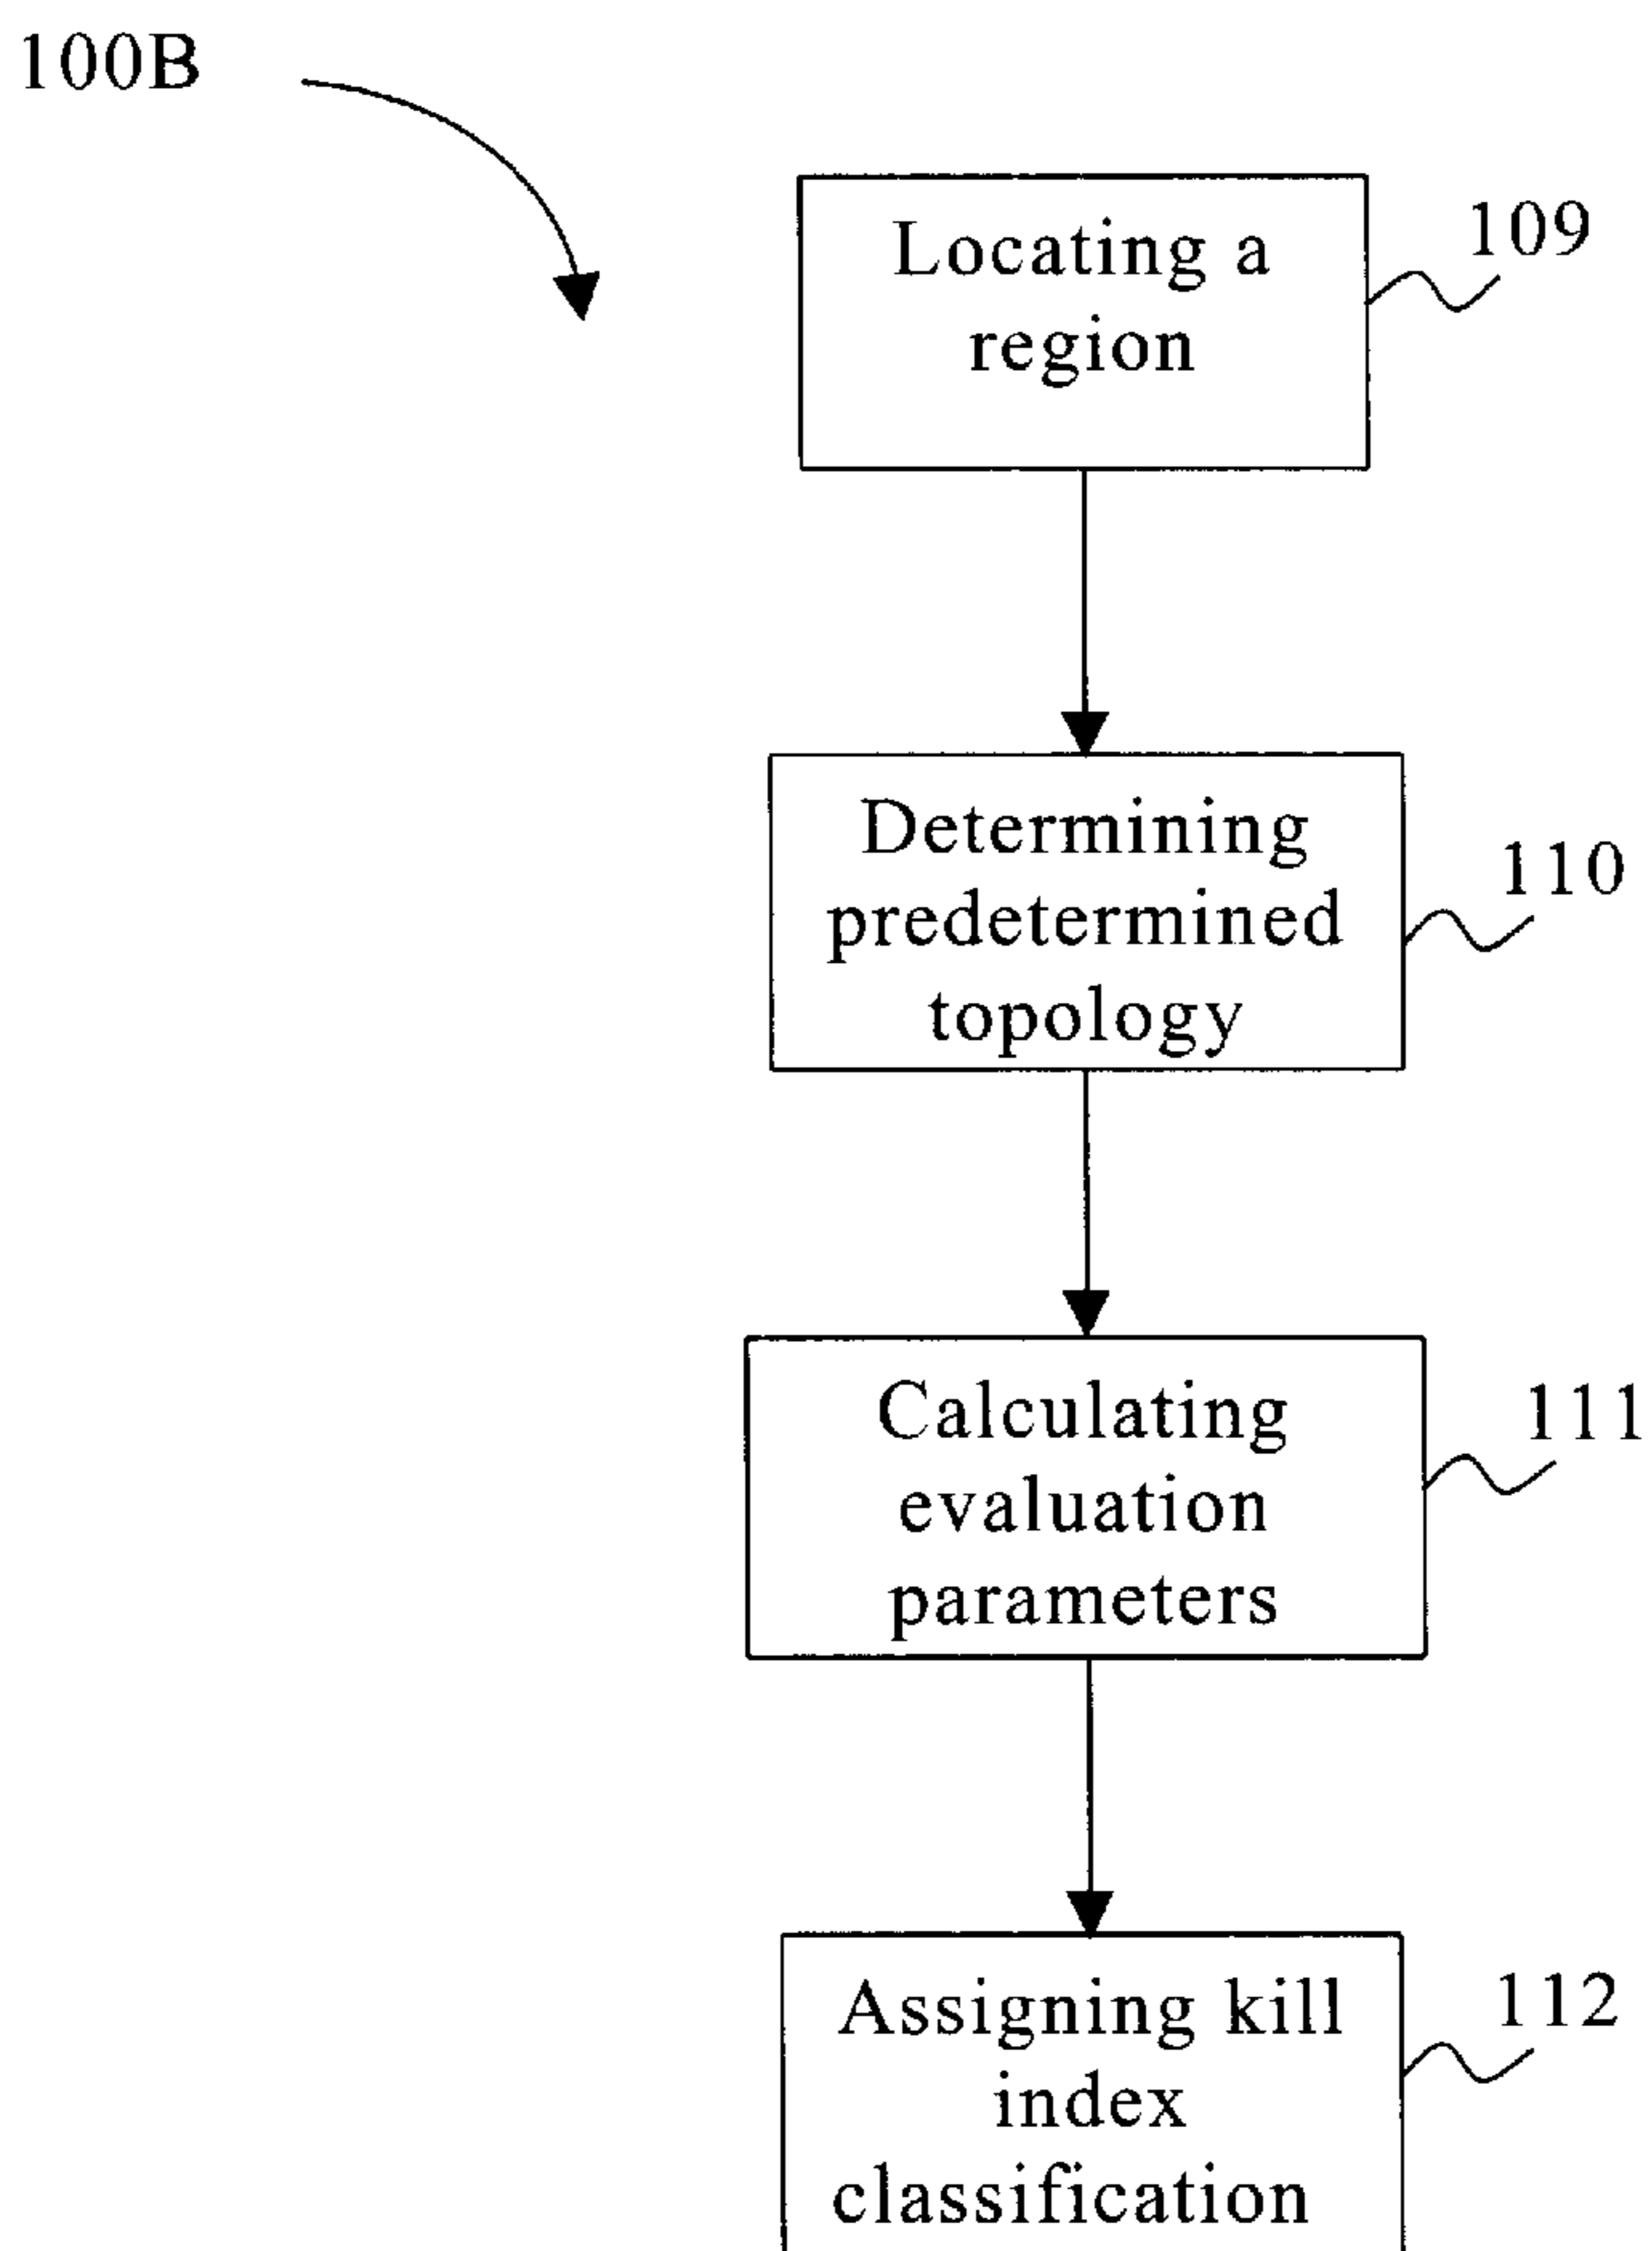 100B
Locating a
region
109
Determining
predetermined
topology
110
Calculating
evaluation
parameters
111
Assigning kill
index
classification
112